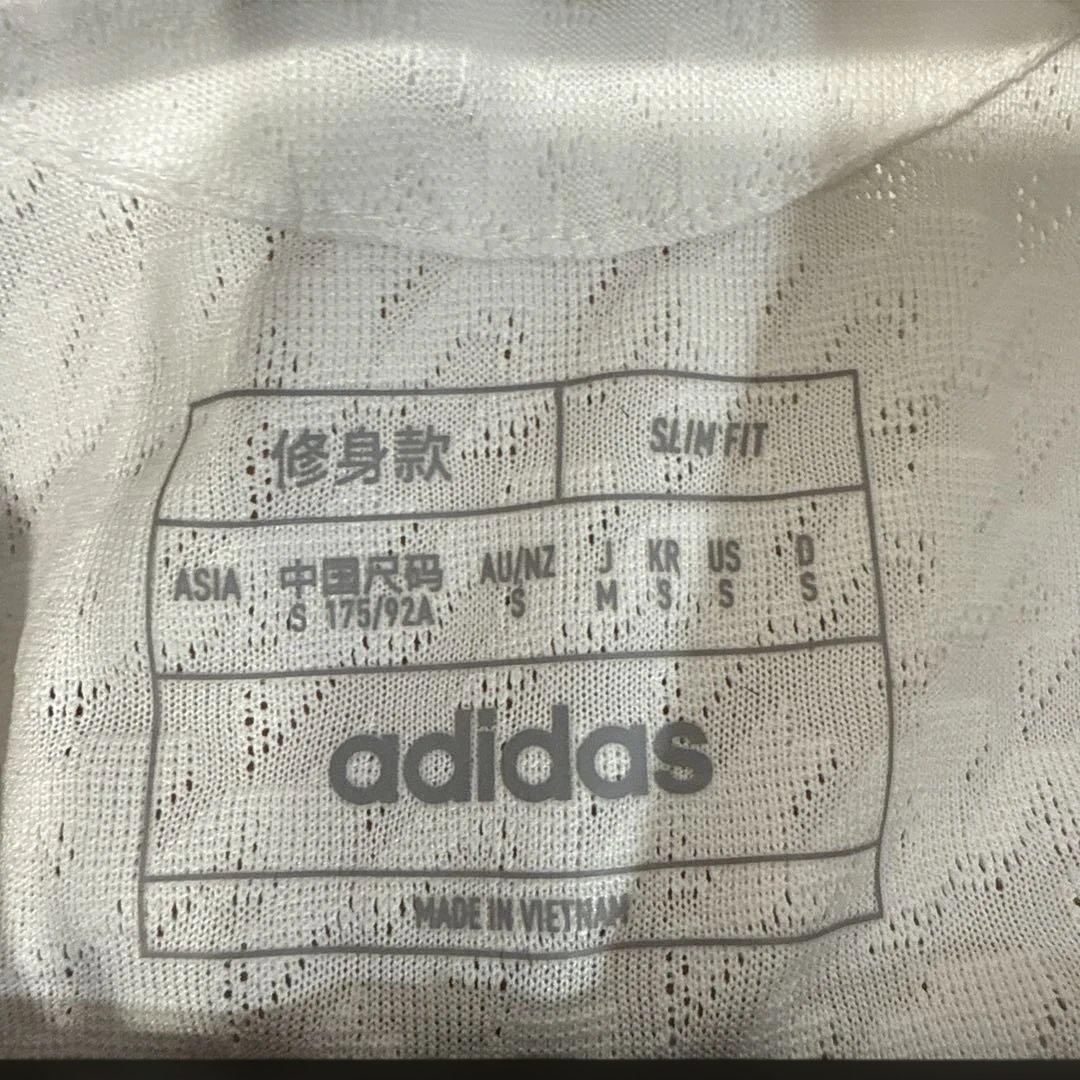 修身款 SLIM FIT
ASIA 中国尺码 AU/NZ J KR US D
S 175/92A S M S S S
adidas
MADE IN VIETNAM